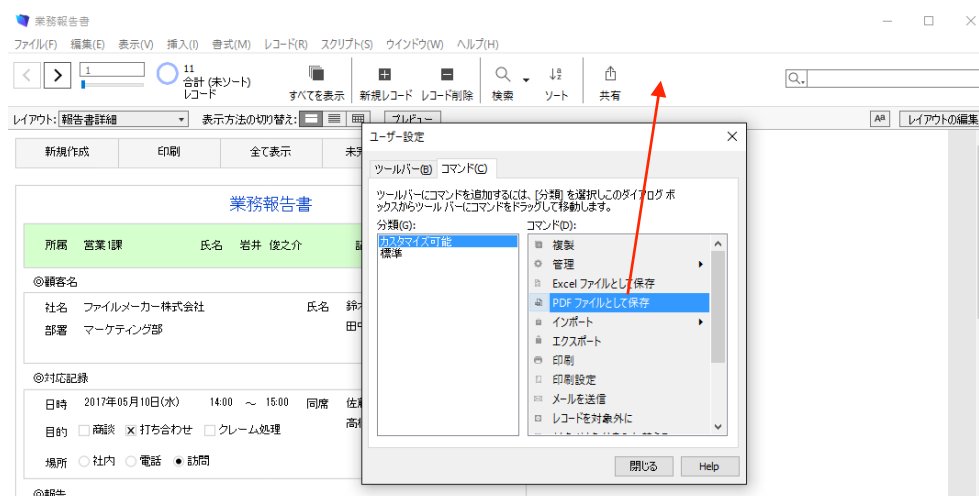 業務報告書
ファイル(F) 編集(E) 表示(V) 挿入(I) 書式(M) レコード(R) スクリプト(S) ウインドウ(W) ヘルプ(H)
1
11
合計 (未ソート)
レコード
すべてを表示 新規レコード レコード削除 検索 ソート 共有
レイアウト: 報告書詳細 表示方法の切り替え: プレビュー Aa レイアウトの編集
新規作成 印刷 全て表示
業務報告書
所属 営業1課 氏名 岩井 俊之介
◎顧客名
社名 ファイルメーカー株式会社 氏名 鈴木
部署 マーケティング部 田中
◎対応記録
日時 2017年05月10日(水) 14:00 ～ 15:00 同席 佐藤
高橋
目的 商談 打ち合わせ クレーム処理
場所 社内 電話 訪問
◎報告
ユーザー設定
ツールバー(B) コマンド(C)
ツールバーにコマンドを追加するには、[分類] を選択しこのダイアログ ボ
ックスからツール バーにコマンドをドラッグして移動します。
分類(G):
カスタマイズ可能
標準
コマンド(D):
複製
管理
Excel ファイルとして保存
PDF ファイルとして保存
インポート
エクスポート
印刷
印刷設定
メールを送信
レコードを対象外に
閉じる Help